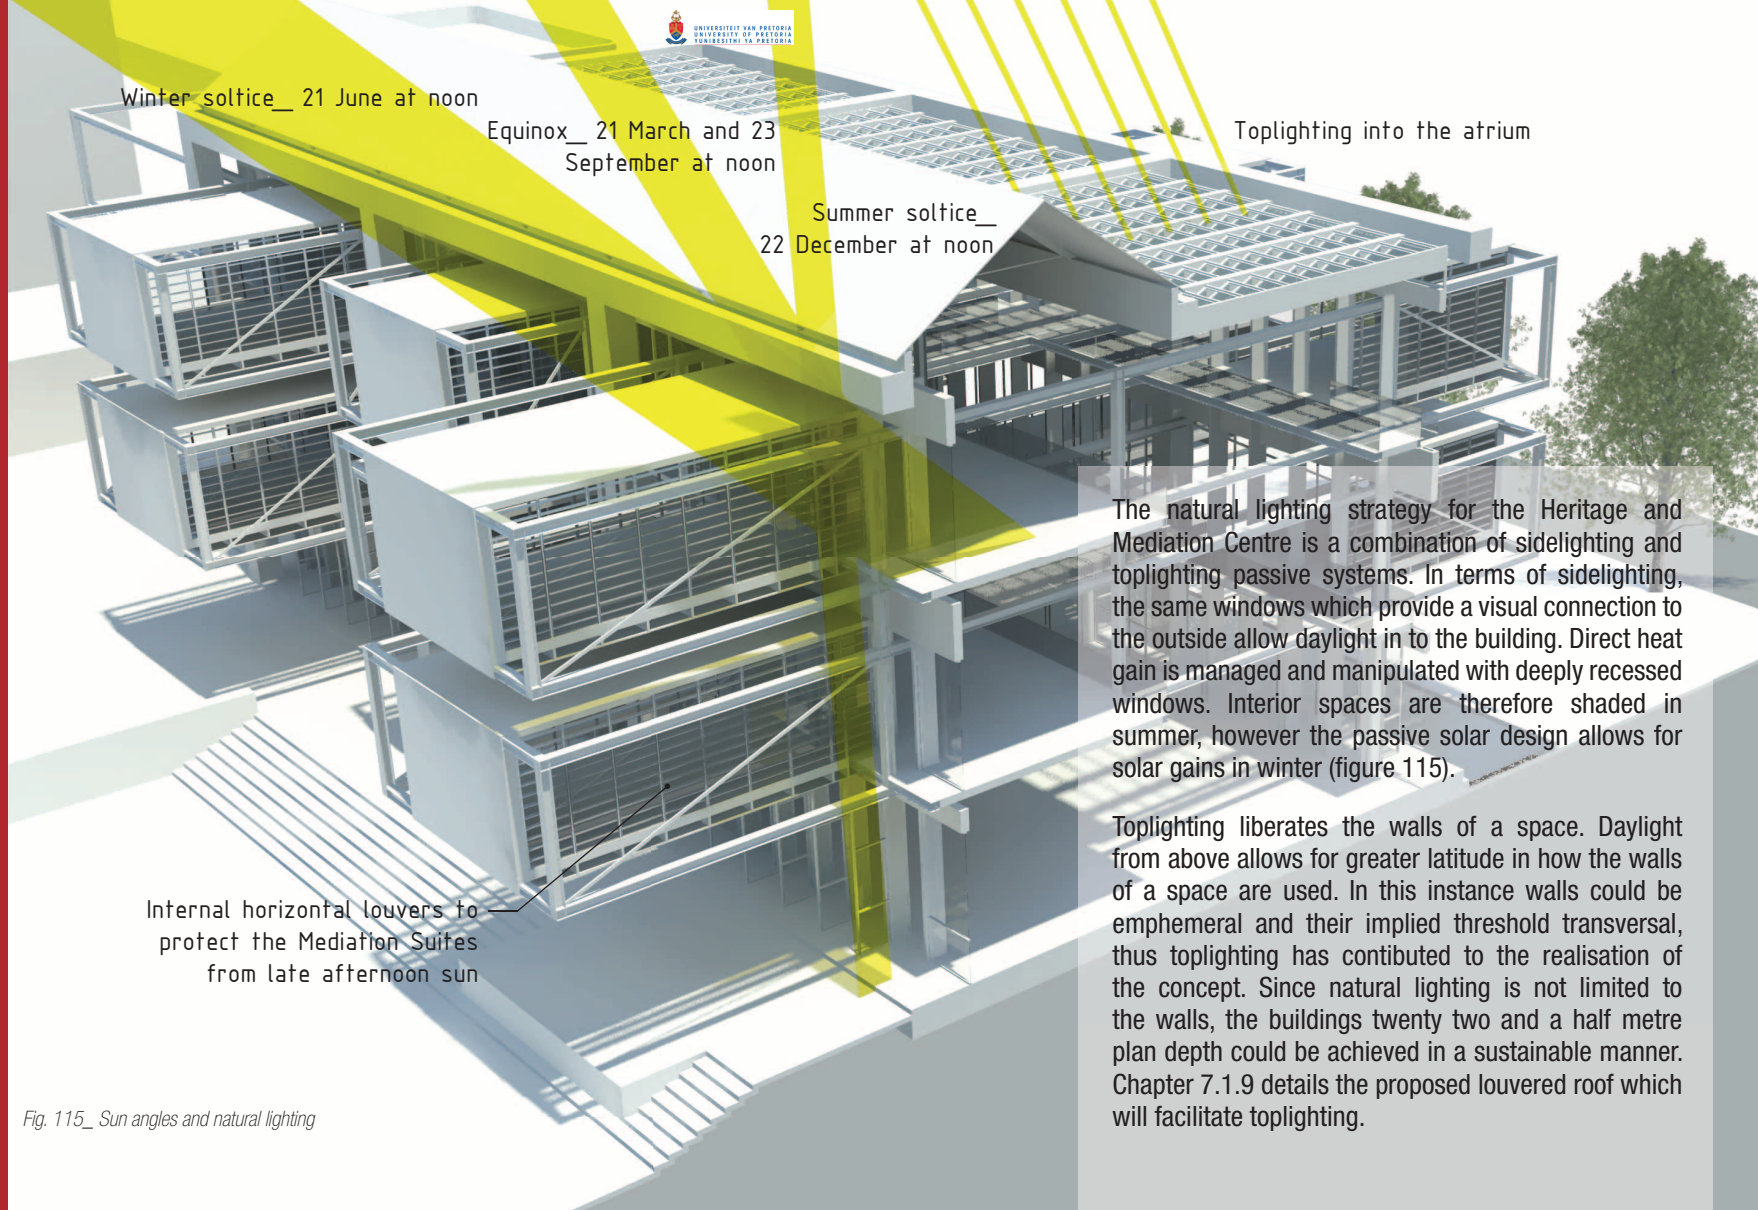 UNIVERSITEIT VAN PRETORIA
UNIVERSITY OF PRETORIA
YUNIBESITHI YA PRETORIA
Winter soltice_ 21 June at noon
Equinox_ 21 March and 23
September at noon
Summer soltice_
22 December at noon
Toplighting into the atrium
The natural lighting strategy for the Heritage and
Mediation Centre is a combination of sidelighting and
toplighting passive systems. In terms of sidelighting,
the same windows which provide a visual connection to
the outside allow daylight in to the building. Direct heat
gain is managed and manipulated with deeply recessed
windows. Interior spaces are therefore shaded in
summer, however the passive solar design allows for
solar gains in winter (figure 115).
Toplighting liberates the walls of a space. Daylight
from above allows for greater latitude in how the walls
of a space are used. In this instance walls could be
emphemeral and their implied threshold transversal,
thus toplighting has contibuted to the realisation of
the concept. Since natural lighting is not limited to
the walls, the buildings twenty two and a half metre
plan depth could be achieved in a sustainable manner.
Chapter 7.1.9 details the proposed louvered roof which
will facilitate toplighting.
Internal horizontal louvers to
protect the Mediation Suites
from late afternoon sun
Fig. 115_ Sun angles and natural lighting